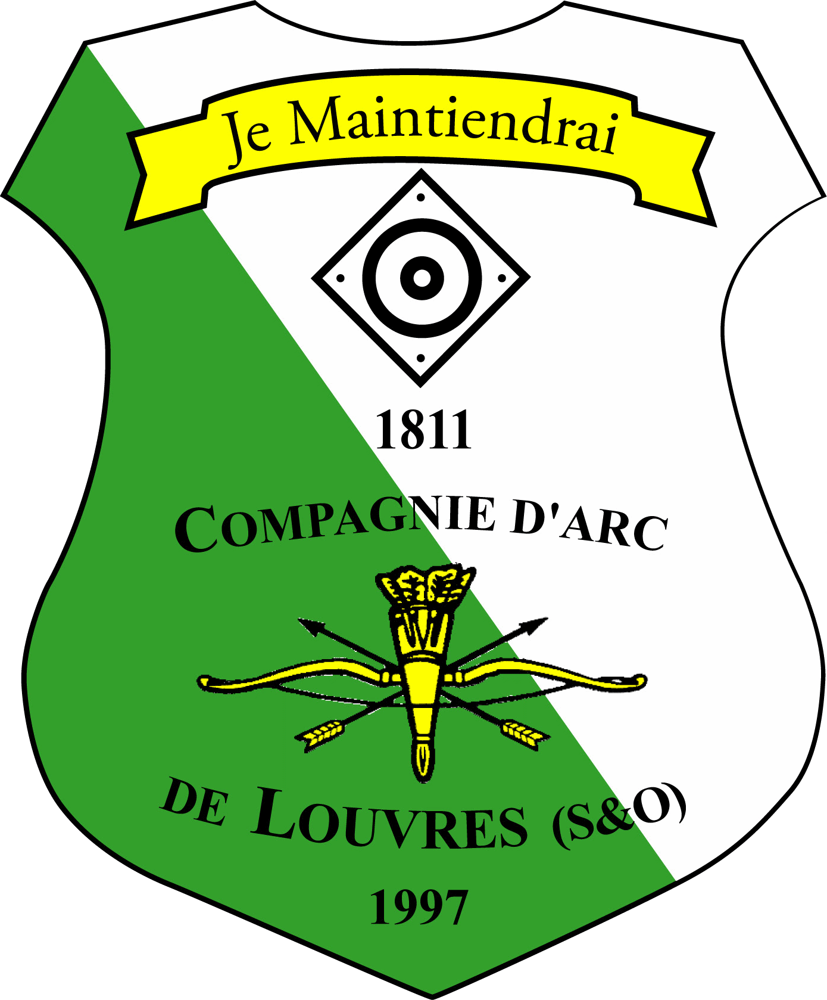 Je Maintiendrai
1811
COMPAGNIE D'ARC
DE LOUVRES (S&O)
1997